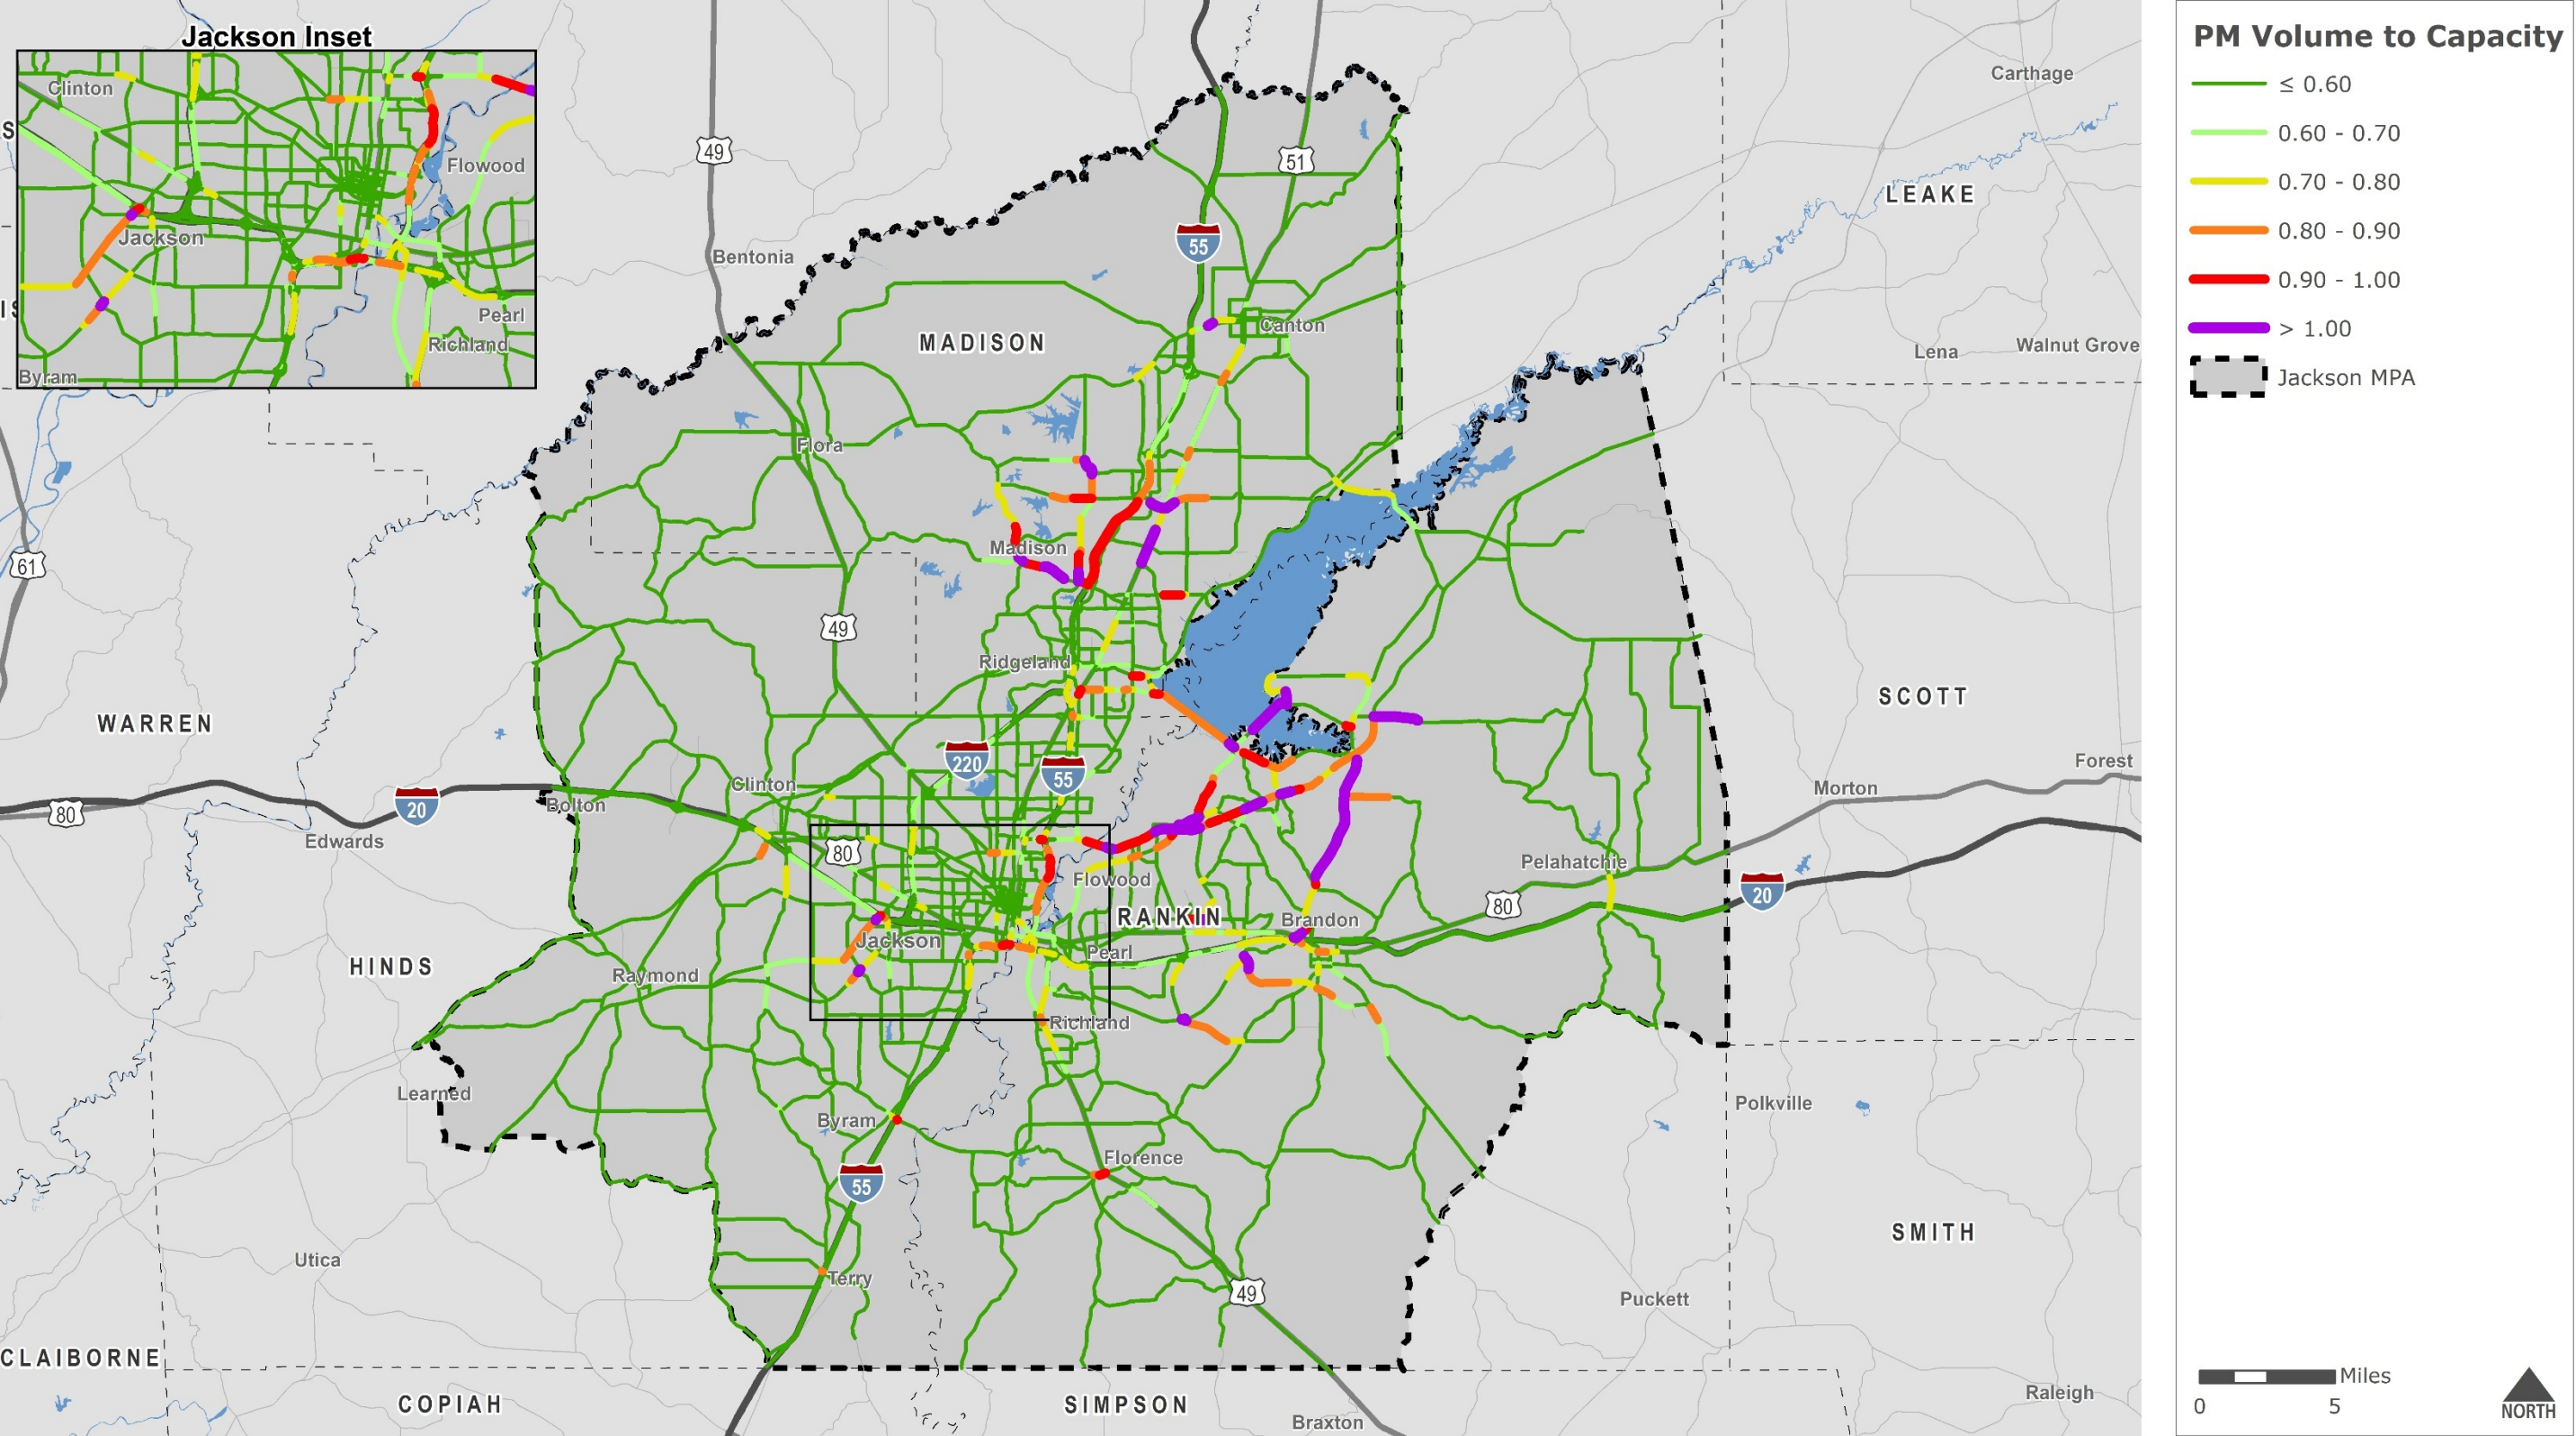 Jackson Inset
Clinton
Flowood
Jackson
Pearl
Richland
Byram
S
IS
PM Volume to Capacity
≤ 0.60
0.60 - 0.70
0.70 - 0.80
0.80 - 0.90
0.90 - 1.00
> 1.00
Jackson MPA
Carthage
49
51
LEAKE
55
Bentonia
Canton
MADISON
Lena
Walnut Grove
Flora
Madison
61
49
Ridgeland
SCOTT
WARREN
220
55
Forest
Clinton
Morton
20
80
Bolton
Edwards
80
Pelahatchie
Flowood
20
80
RANKIN
Brandon
Jackson
Pearl
HINDS
Raymond
Richland
Learned
Polkville
Byram
Florence
55
SMITH
Utica
Terry
49
Puckett
CLAIBORNE
COPIAH
SIMPSON
Braxton
Raleigh
Miles
0
5
NORTH